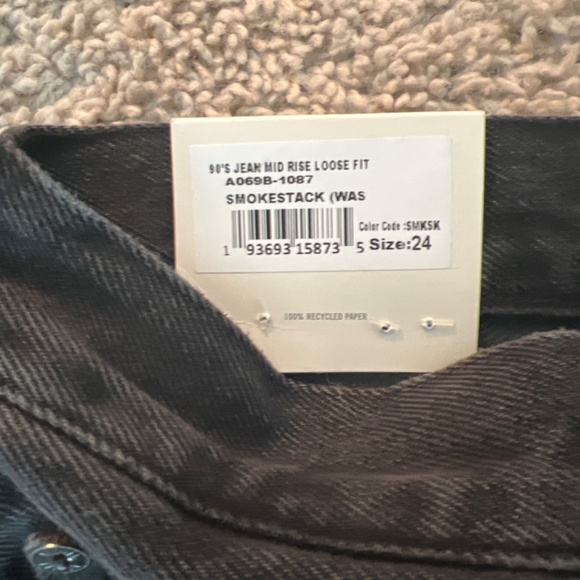 90'S JEAN MID RISE LOOSE FIT
A069B-1087
SMOKESTACK (WAS
Color Code :SMKSK
1 93693 15873 5 Size:24
100% RECYCLED PAPER